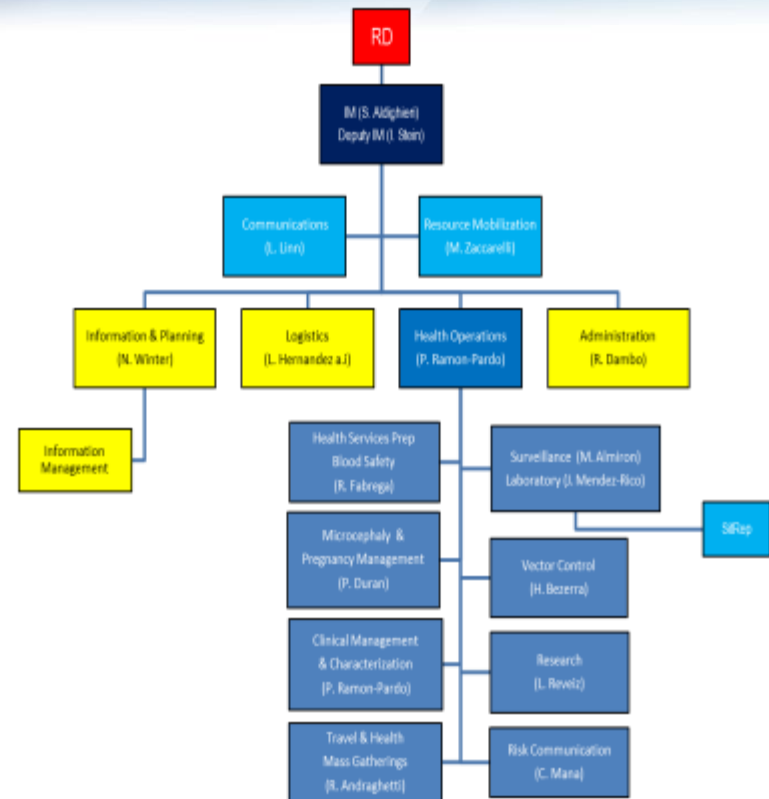 RD
IM (S. Aldighieri)
Deputy IM (I. Stein)
Communications
(L. Linn)
Resource Mobilization
(M. Zaccarelli)
Information & Planning
(N. Winter)
Logistics
(L. Hernandez a.i)
Health Operations
(P. Ramon-Pardo)
Administration
(R. Dambo)
Information
Management
Health Services Prep
Blood Safety
(R. Fabrega)
Surveillance (M. Almiron)
Laboratory (J. Mendez-Rico)
SitRep
Microcephaly &
Pregnancy Management
(P. Duran)
Vector Control
(H. Bezerra)
Clinical Management
& Characterization
(P. Ramon-Pardo)
Research
(L. Reveiz)
Travel & Health
Mass Gatherings
(R. Andraghetti)
Risk Communication
(C. Mana)